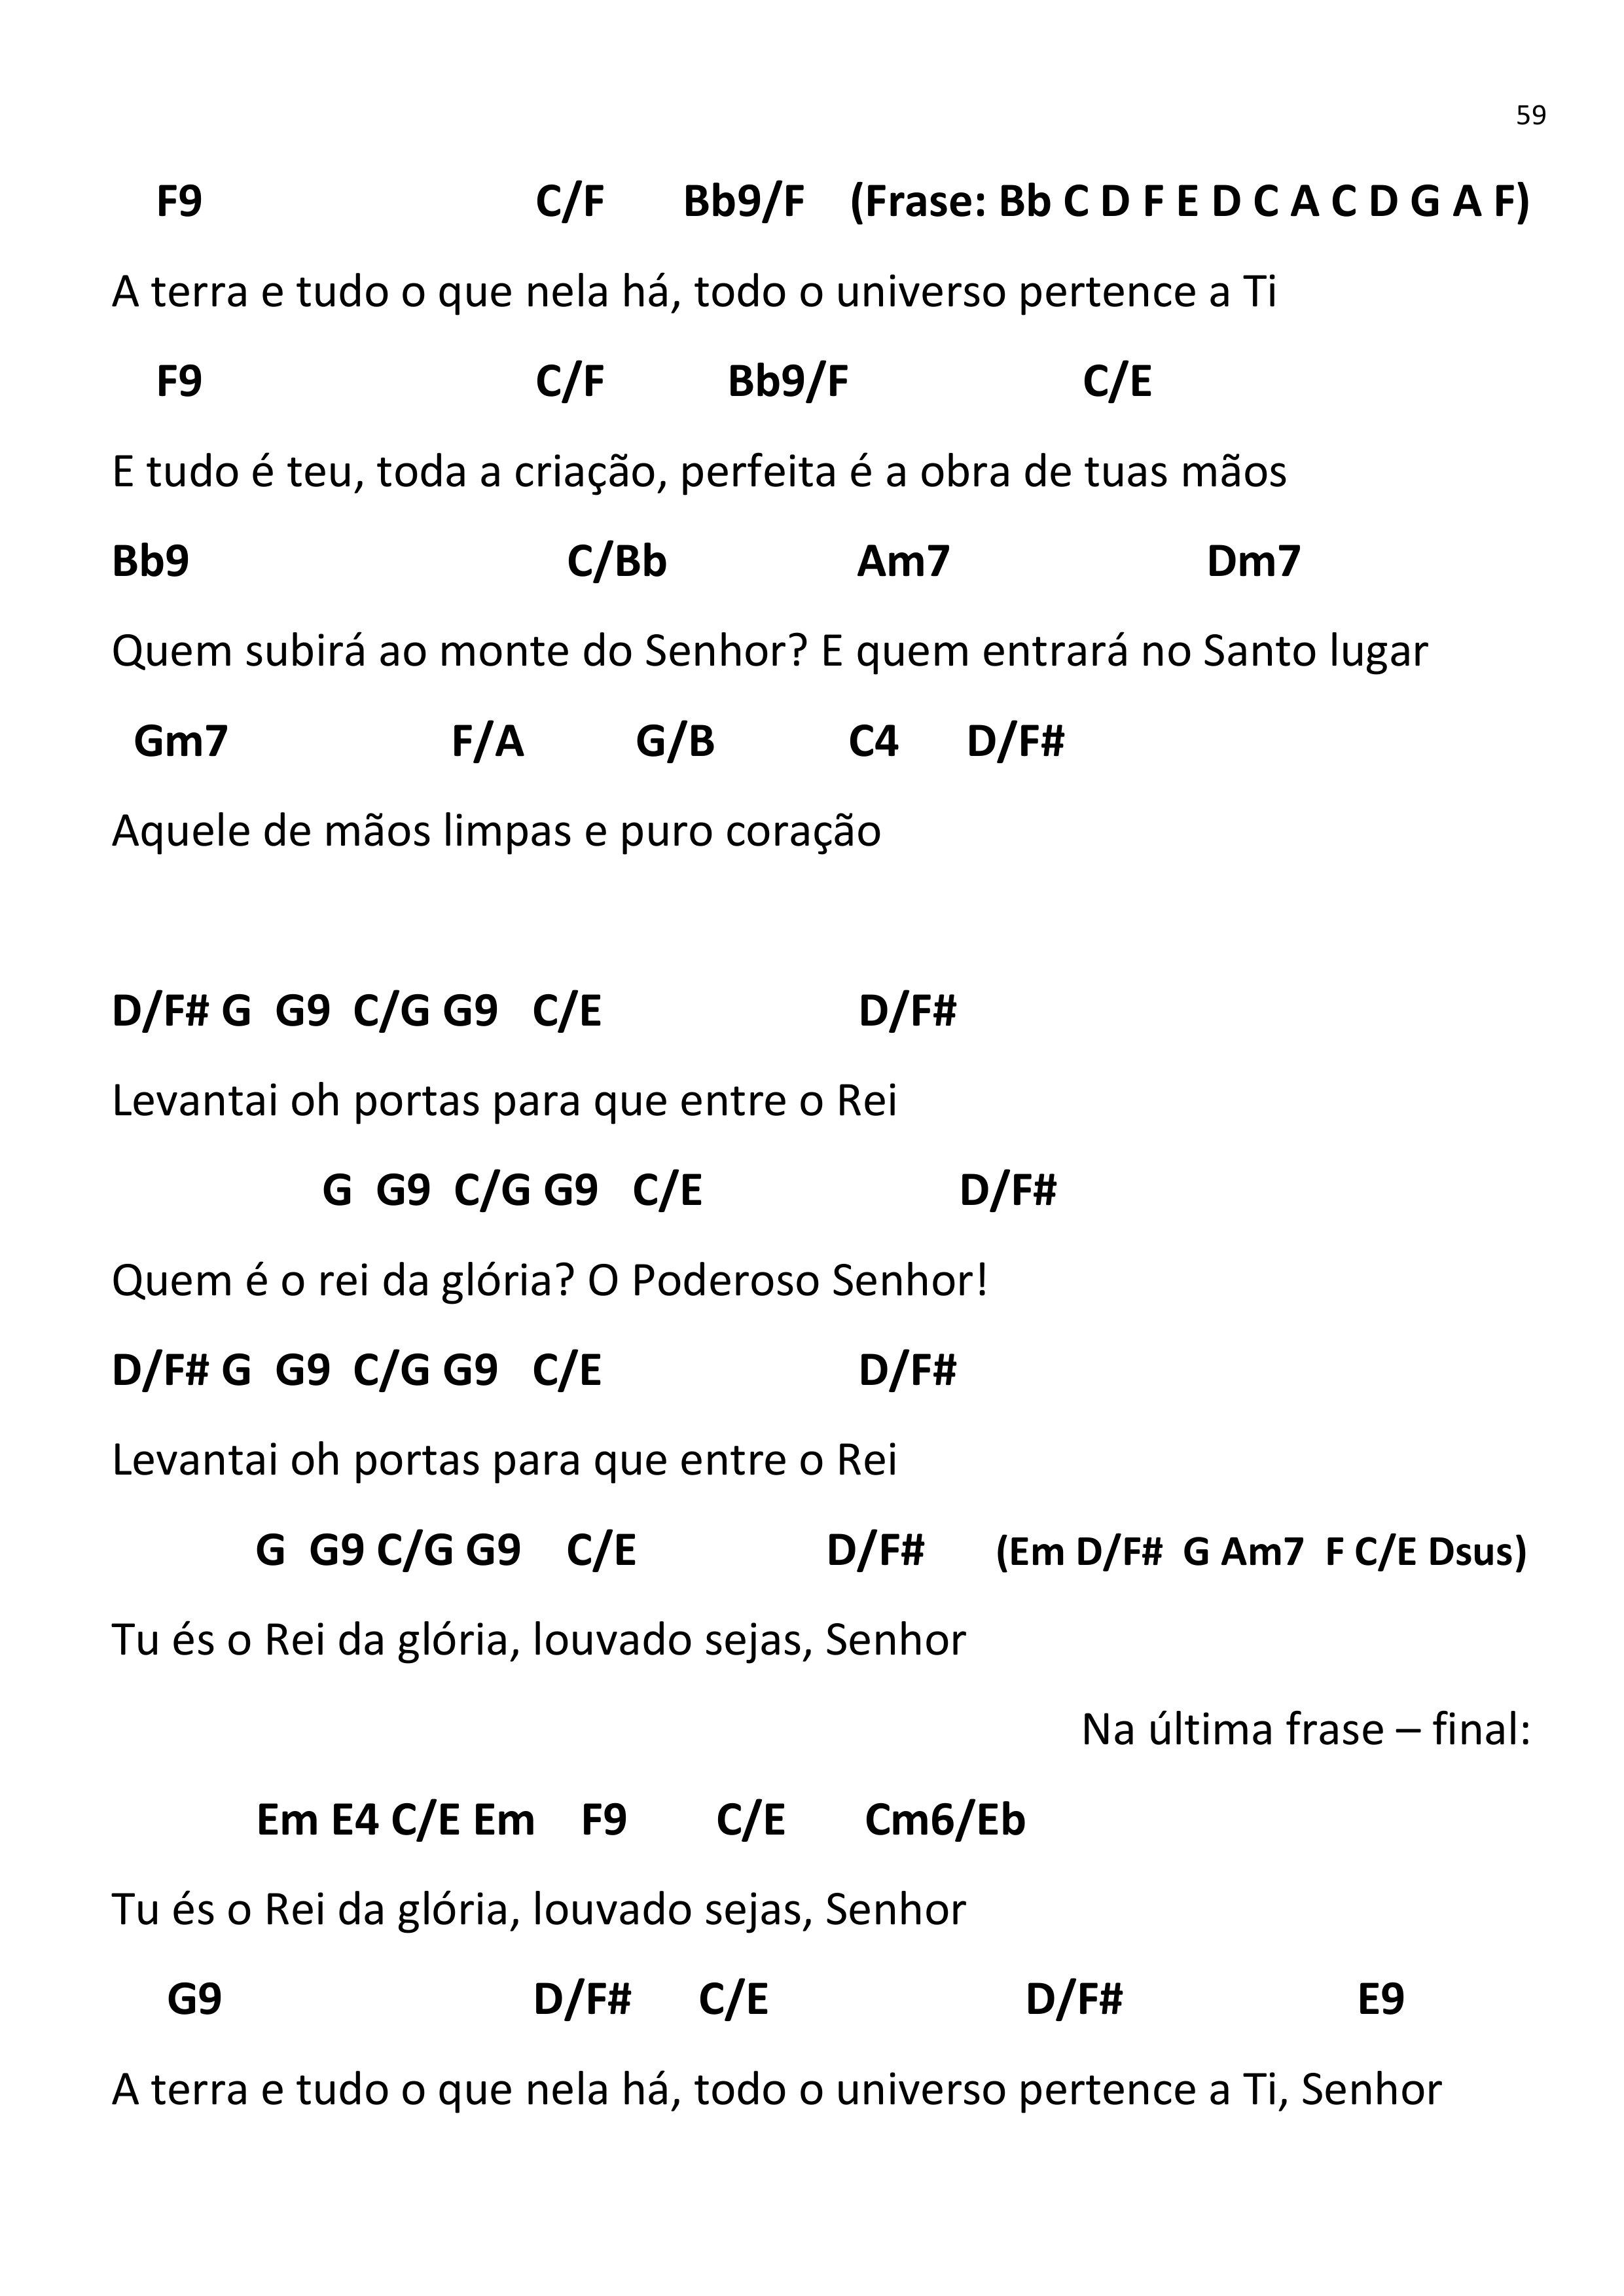 59
F9 C/F Bb9/F (Frase: Bb C D F E D C A C D G A F)
A terra e tudo o que nela há, todo o universo pertence a Ti
F9 C/F Bb9/F C/E
E tudo é teu, toda a criação, perfeita é a obra de tuas mãos
Bb9 C/Bb Am7 Dm7
Quem subirá ao monte do Senhor? E quem entrará no Santo lugar
Gm7 F/A G/B C4 D/F#
Aquele de mãos limpas e puro coração
D/F# G G9 C/G G9 C/E D/F#
Levantai oh portas para que entre o Rei
G G9 C/G G9 C/E D/F#
Quem é o rei da glória? O Poderoso Senhor!
D/F# G G9 C/G G9 C/E D/F#
Levantai oh portas para que entre o Rei
G G9 C/G G9 C/E D/F# (Em D/F# G Am7 F C/E Dsus)
Tu és o Rei da glória, louvado sejas, Senhor
Na última frase – final:
Em E4 C/E Em F9 C/E Cm6/Eb
Tu és o Rei da glória, louvado sejas, Senhor
G9 D/F# C/E D/F# E9
A terra e tudo o que nela há, todo o universo pertence a Ti, Senhor